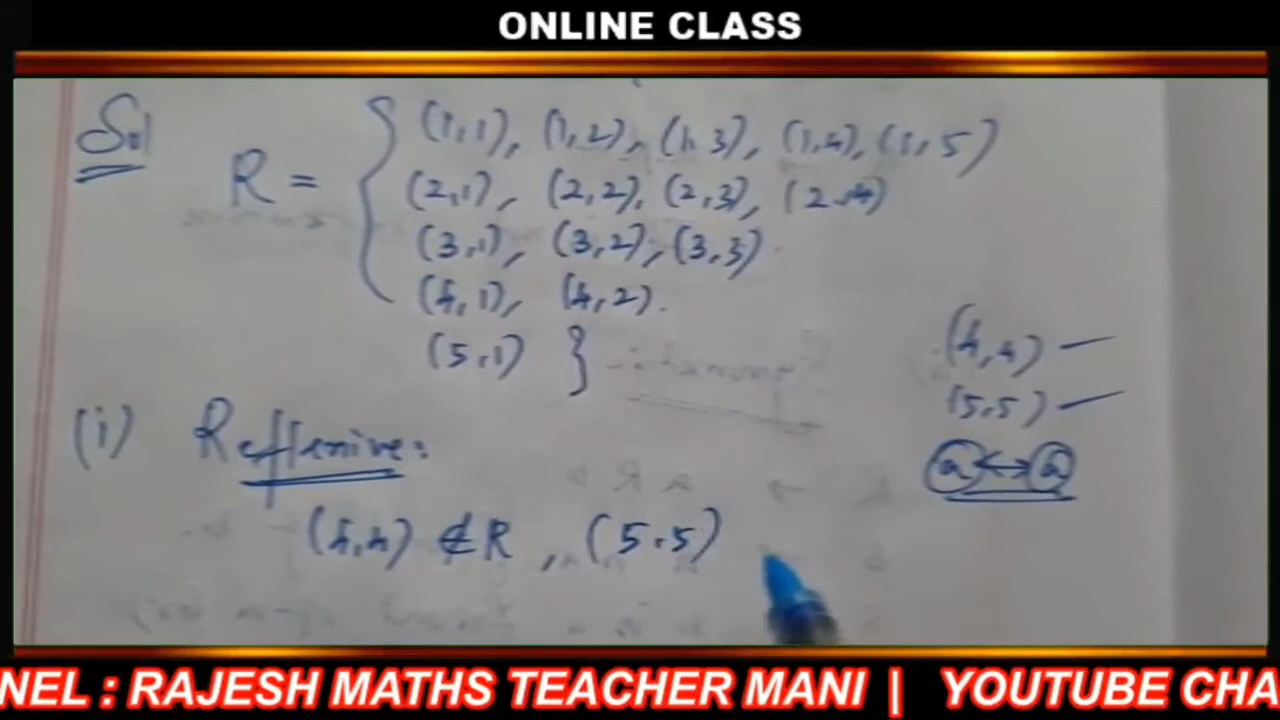 ONLINE CLASS
Sol
R = { (1,1), (1,2), (1,3), (1,4), (1,5)
(2,1), (2,2), (2,3), (2,4)
(3,1), (3,2), (3,3)
(4,1), (4,2).
(5,1) }
(4,4) —
(5,5) —
a ↔ a
(i) Reflexive:
(4,4) ∉ R , (5,5)
NEL : RAJESH MATHS TEACHER MANI | YOUTUBE CHA